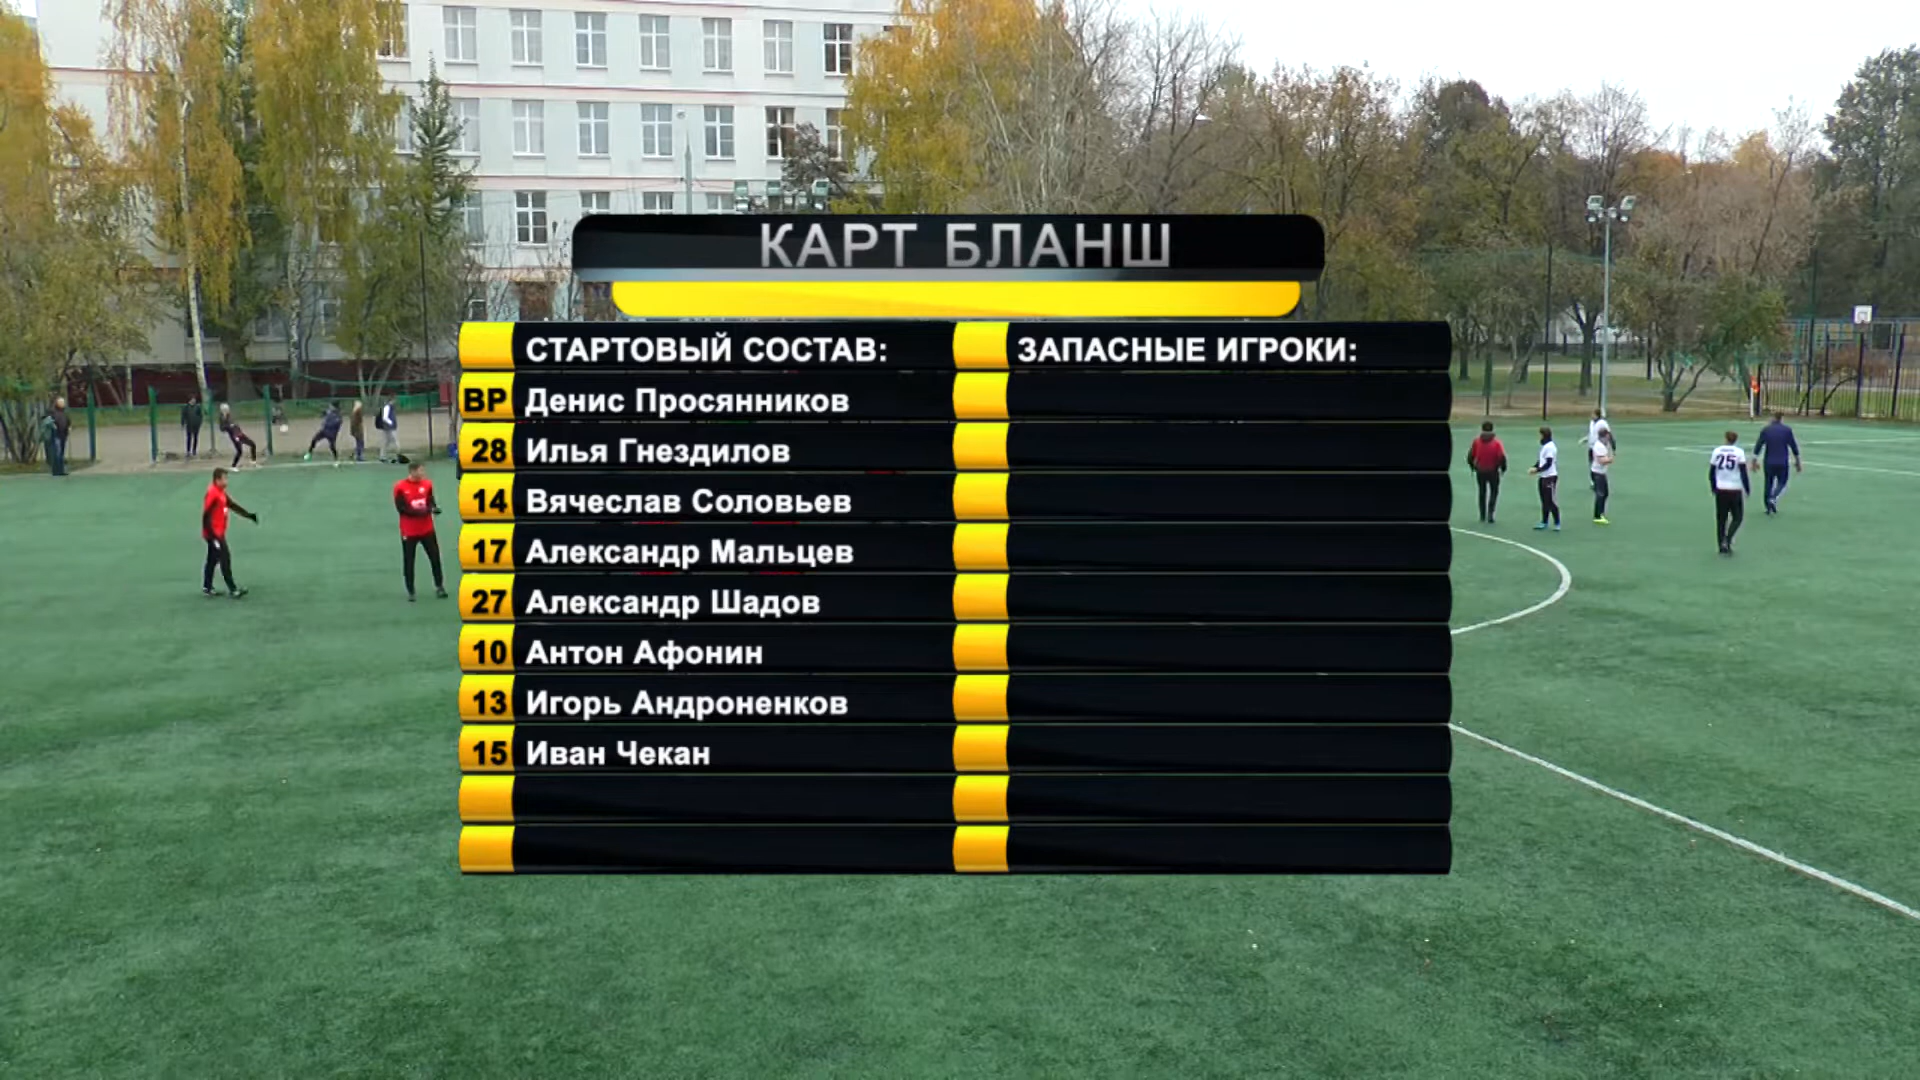 КАРТ БЛАНШ
СТАРТОВЫЙ СОСТАВ:
ВР Денис Просянников
28 Илья Гнездилов
14 Вячеслав Соловьев
17 Александр Мальцев
27 Александр Шадов
10 Антон Афонин
13 Игорь Андроненков
15 Иван Чекан
ЗАПАСНЫЕ ИГРОКИ:
25